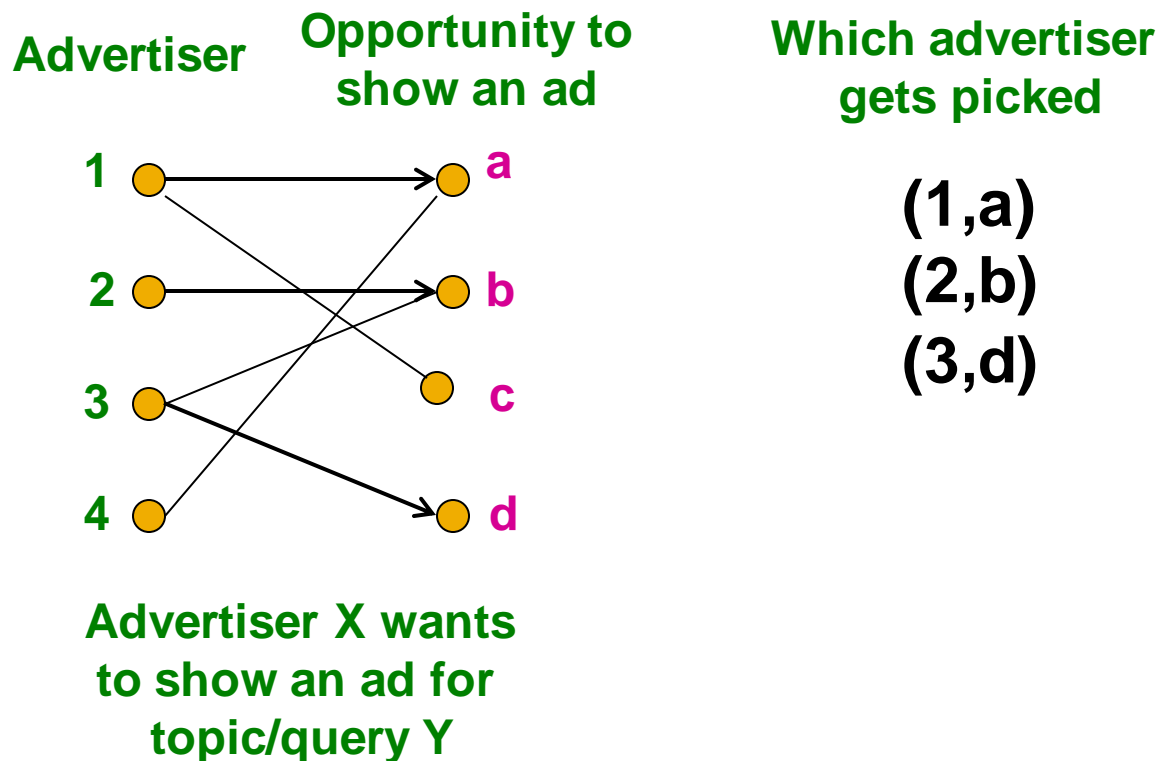 Advertiser
Opportunity to
show an ad
Which advertiser
gets picked
1
a
2
b
3
c
4
d
(1,a)
(2,b)
(3,d)
Advertiser X wants
to show an ad for
topic/query Y